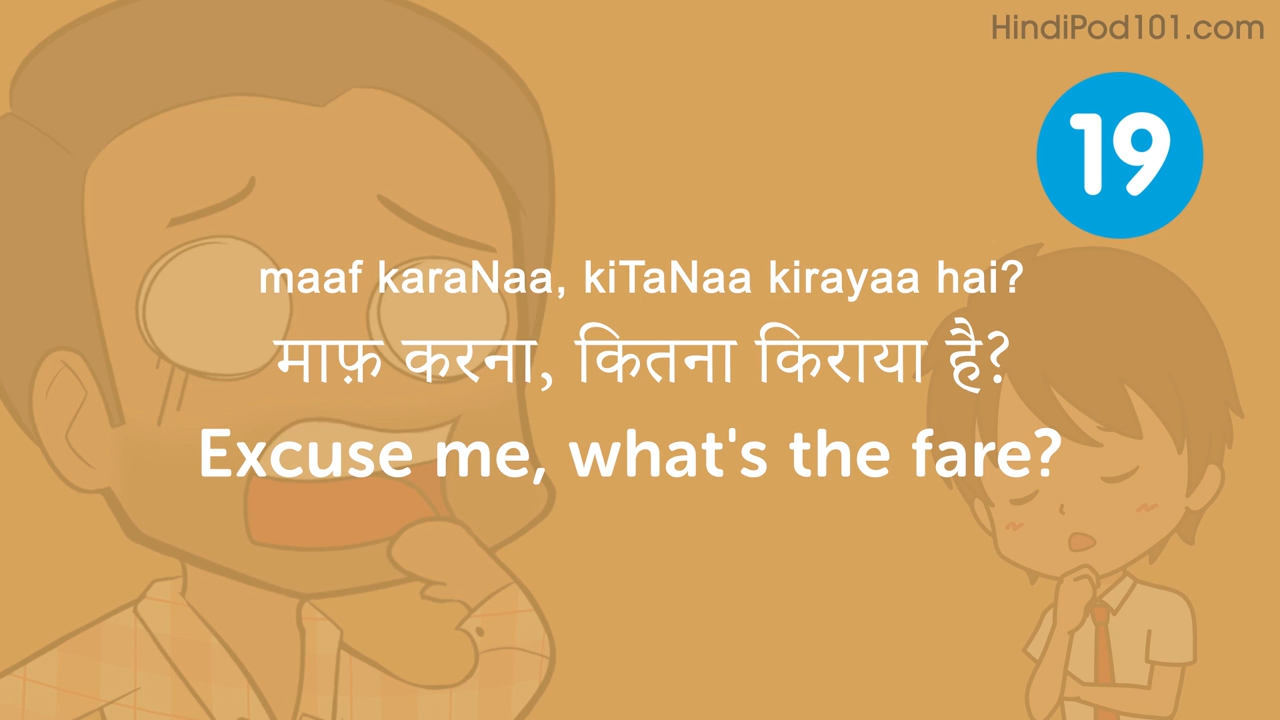 HindiPod101.com
19
maaf karaNaa, kiTaNaa kirayaa hai?
माफ़ करना, कितना किराया है?
Excuse me, what's the fare?